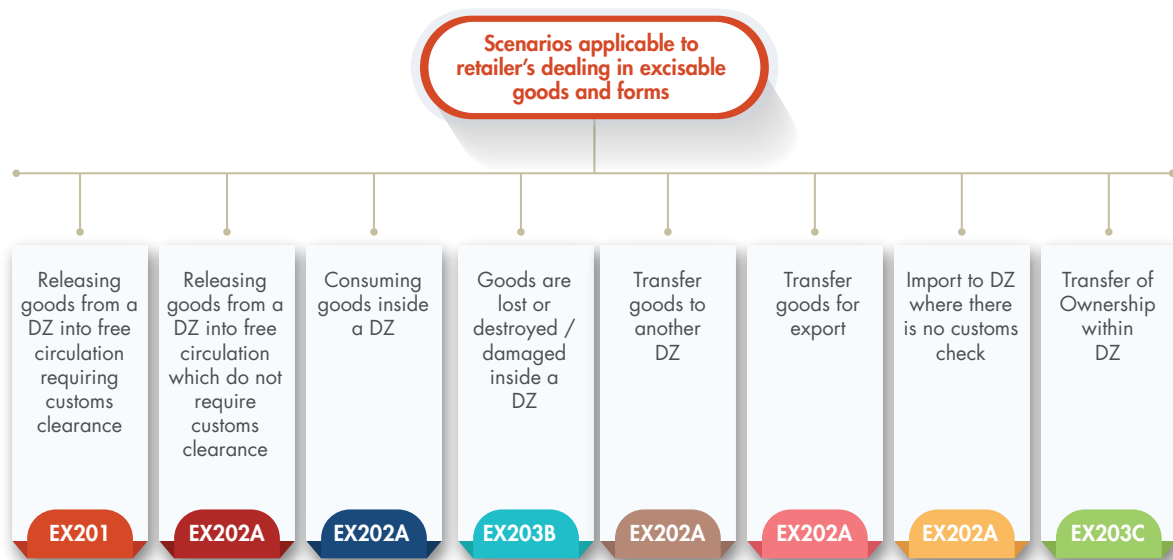 Scenarios applicable to
retailer's dealing in excisable
goods and forms
Releasing
goods from a
DZ into free
circulation
requiring
customs
clearance
EX201
Releasing
goods from a
DZ into free
circulation
which do not
require
customs
clearance
EX202A
Consuming
goods inside
a DZ
EX202A
Goods are
lost or
destroyed /
damaged
inside a
DZ
EX203B
Transfer
goods to
another
DZ
EX202A
Transfer
goods for
export
EX202A
Import to DZ
where there
is no customs
check
EX202A
Transfer of
Ownership
within
DZ
EX203C